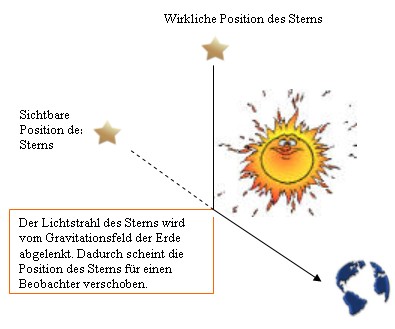 Wirkliche Position des Sterns
Sichtbare
Position de:
Sterns
Der Lichtstrahl des Sterns wird
vom Gravitationsfeld der Erde
abgelenkt. Dadurch scheint die
Position des Sterns für einen
Beobachter verschoben.